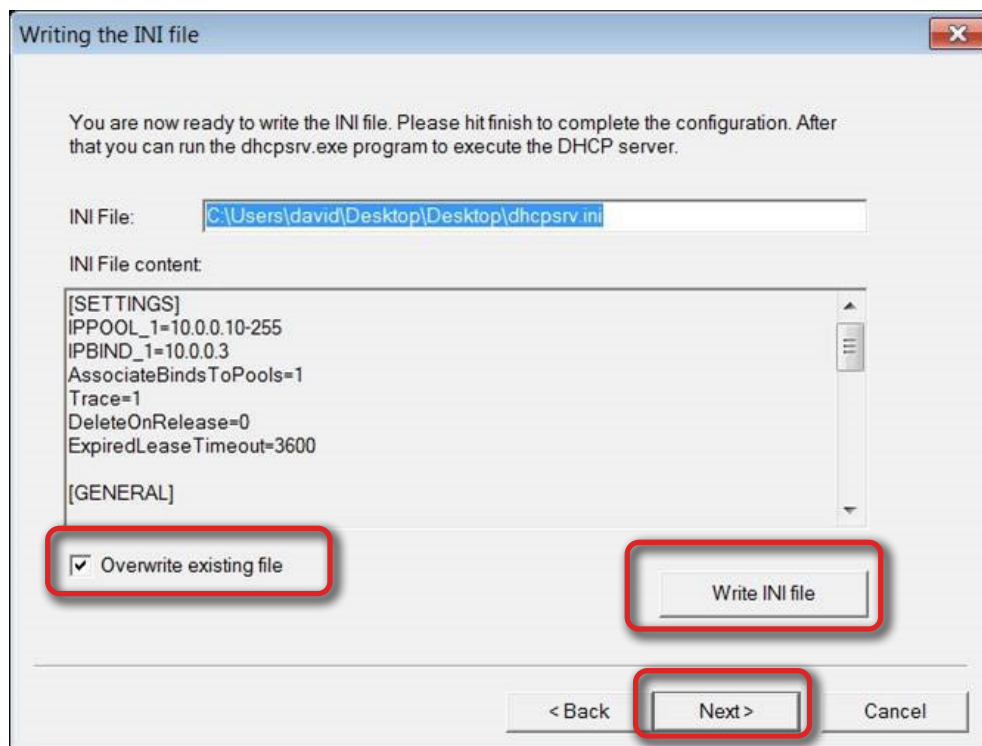 Writing the INI file
You are now ready to write the INI file. Please hit finish to complete the configuration. After
that you can run the dhcpsrv.exe program to execute the DHCP server.
INI File:
C:\Users\david\Desktop\Desktop\dhcpsrv.ini
INI File content:
[SETTINGS]
IPPOOL_1=10.0.0.10-255
IPBIND_1=10.0.0.3
AssociateBindsToPools=1
Trace=1
DeleteOnRelease=0
ExpiredLeaseTimeout=3600
[GENERAL]
Overwrite existing file
Write INI file
< Back
Next >
Cancel